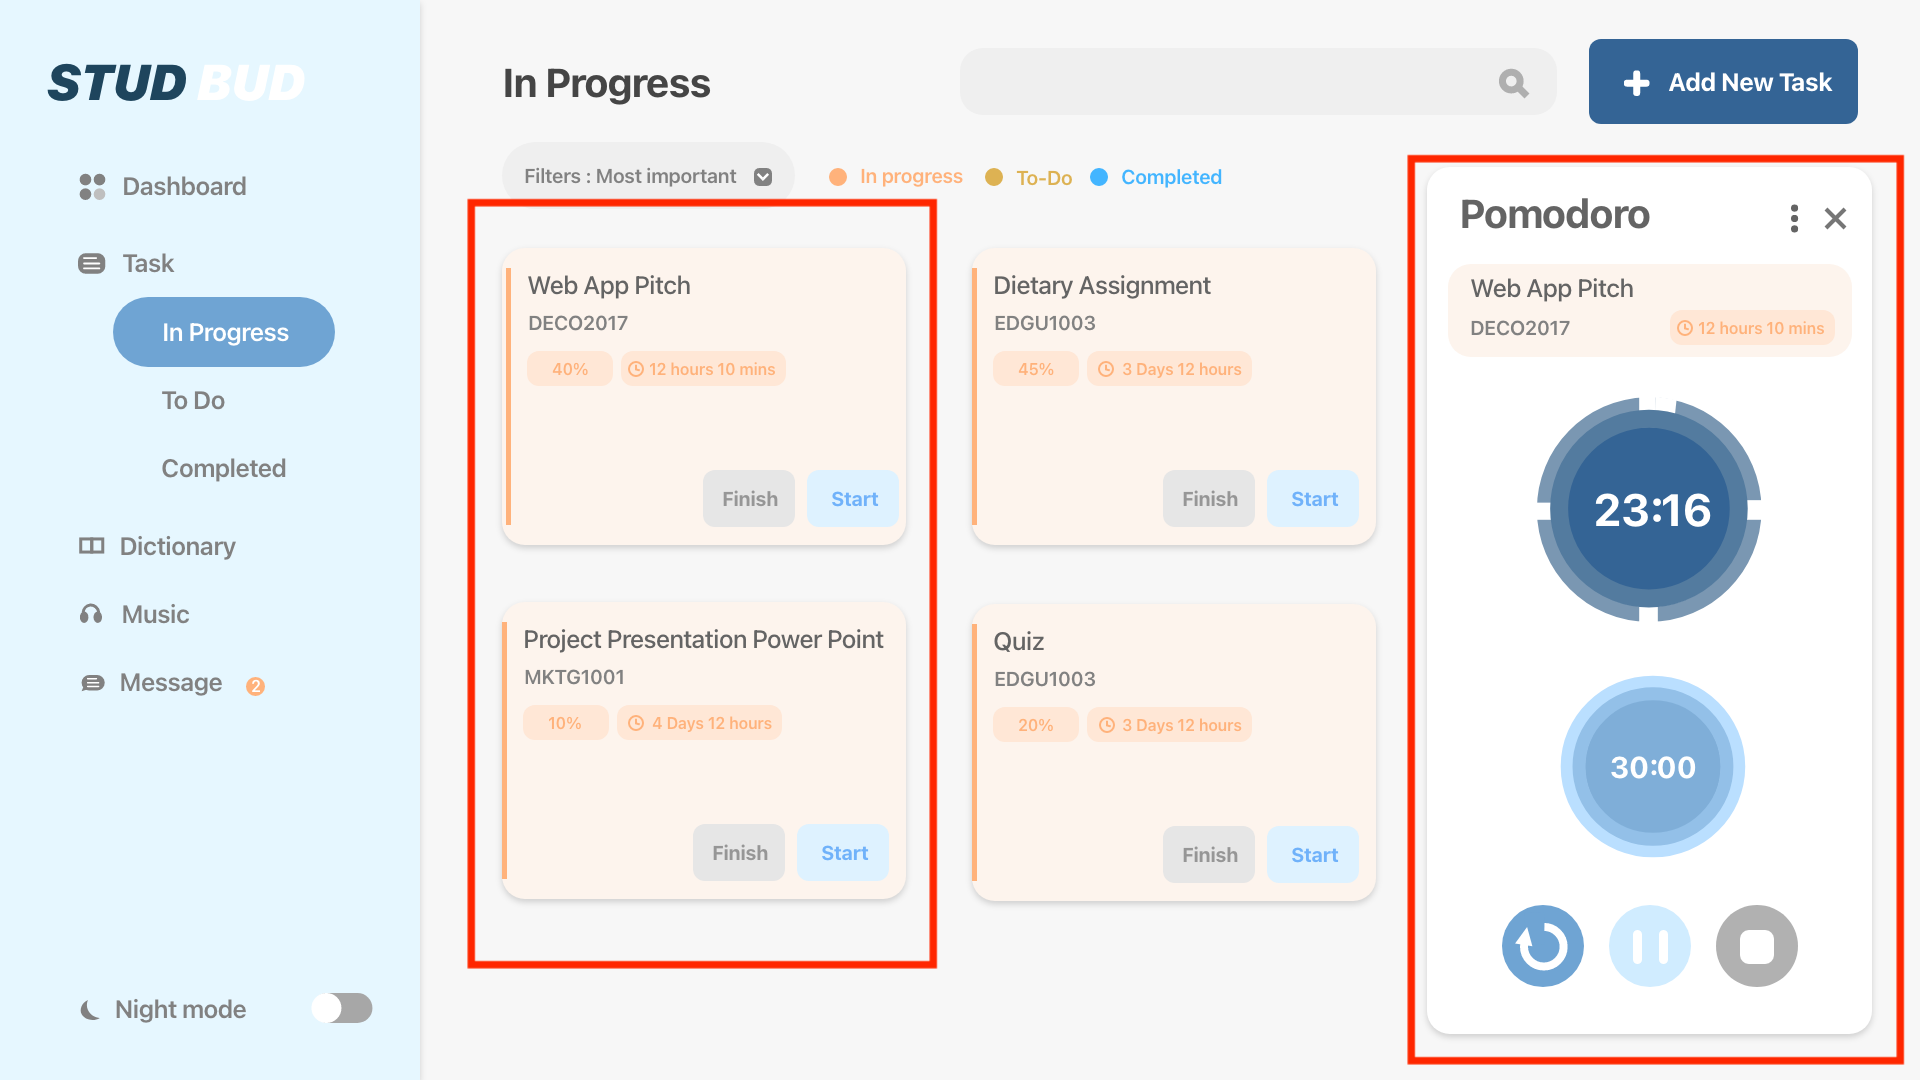 STUD BUD
Dashboard
Task
In Progress
To Do
Completed
Dictionary
Music
Message 2
Night mode
In Progress
Add New Task
Filters : Most important
In progress
To-Do
Completed
Web App Pitch
DECO2017
40% 12 hours 10 mins
Finish Start
Dietary Assignment
EDGU1003
45% 3 Days 12 hours
Finish Start
Project Presentation Power Point
MKTG1001
10% 4 Days 12 hours
Finish Start
Quiz
EDGU1003
20% 3 Days 12 hours
Finish Start
Pomodoro
Web App Pitch
DECO2017 12 hours 10 mins
23:16
30:00